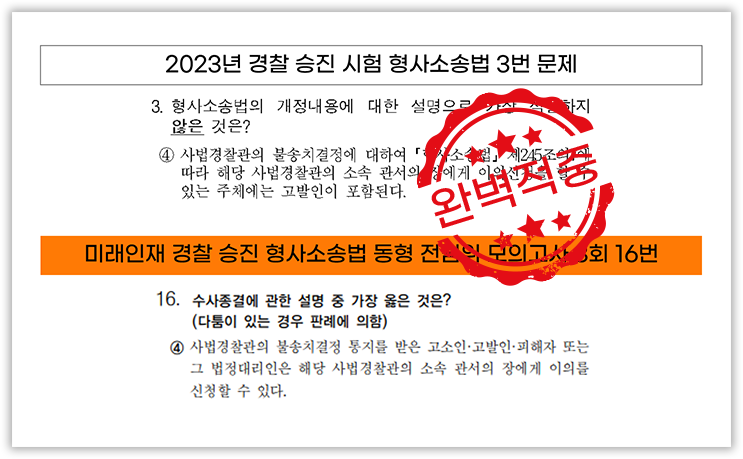 2023년 경찰 승진 시험 형사소송법 3번 문제
3. 형사소송법의 개정내용에 대한 설명으로 가장 적절하지
않은 것은?
④ 사법경찰관의 불송치결정에 대하여 「형사소송법」 제245조의 에
따라 해당 사법경찰관의 소속 관서의 장에게 이의신청을 할 수
있는 주체에는 고발인이 포함된다.
완벽적중
미래인재 경찰 승진 형사소송법 동형 전범위 모의고사 회 16번
16. 수사종결에 관한 설명 중 가장 옳은 것은?
(다툼이 있는 경우 판례에 의함)
④ 사법경찰관의 불송치결정 통지를 받은 고소인·고발인·피해자 또는
그 법정대리인은 해당 사법경찰관의 소속 관서의 장에게 이의를
신청할 수 있다.